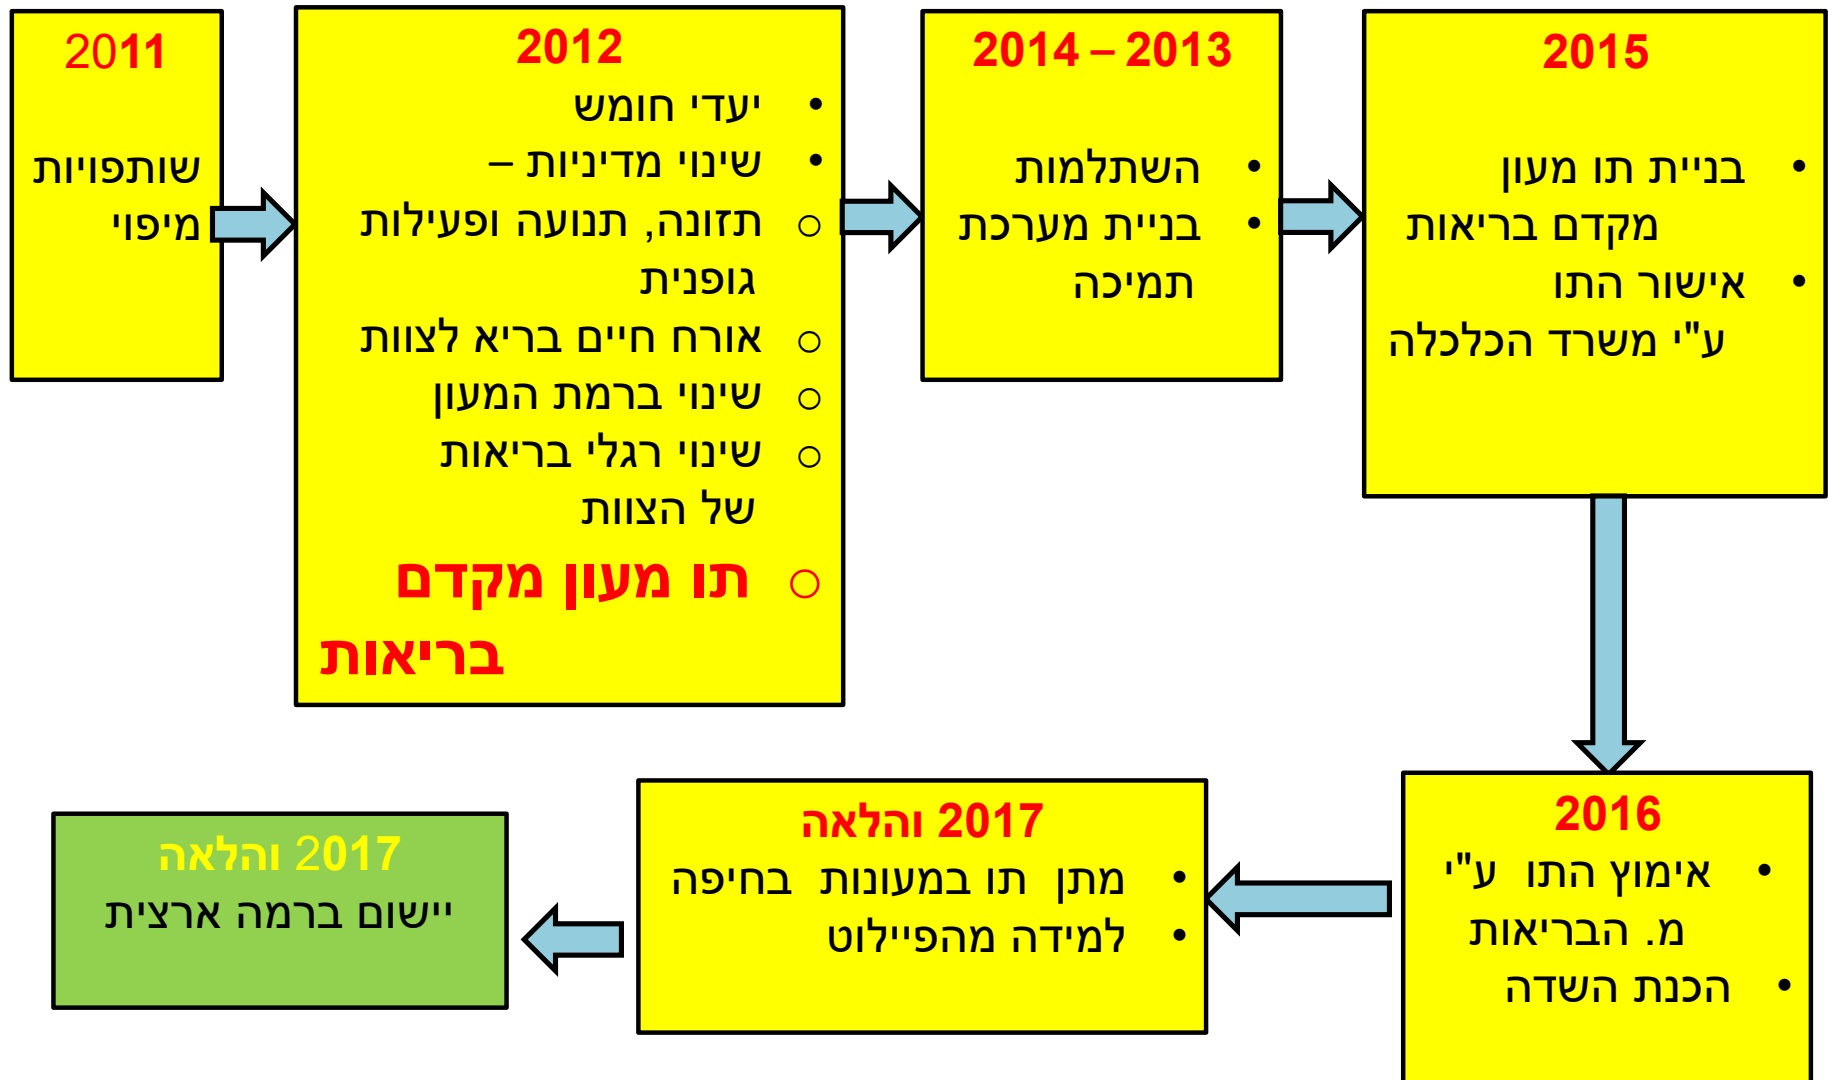 2011
שותפויות
מיפוי
2012
• יעדי חומש
• שינוי מדיניות –
○ תזונה, תנועה ופעילות
גופנית
○ אורח חיים בריא לצוות
○ שינוי ברמת המעון
○ שינוי רגלי בריאות
של הצוות
○ תו מעון מקדם
בריאות
2013 – 2014
• השתלמות
• בניית מערכת
תמיכה
2015
• בניית תו מעון
מקדם בריאות
• אישור התו
ע"י משרד הכלכלה
2016
• אימוץ התו ע"י
מ. הבריאות
• הכנת השדה
2017 והלאה
• מתן תו במעונות בחיפה
• למידה מהפיילוט
2017 והלאה
יישום ברמה ארצית